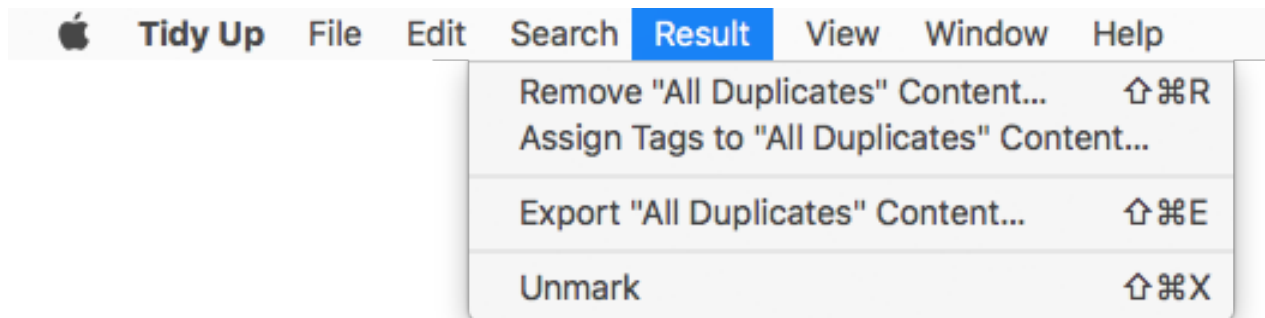 Tidy Up File Edit Search Result View Window Help
Remove "All Duplicates" Content... ⇧⌘R
Assign Tags to "All Duplicates" Content...
Export "All Duplicates" Content... ⇧⌘E
Unmark ⇧⌘X